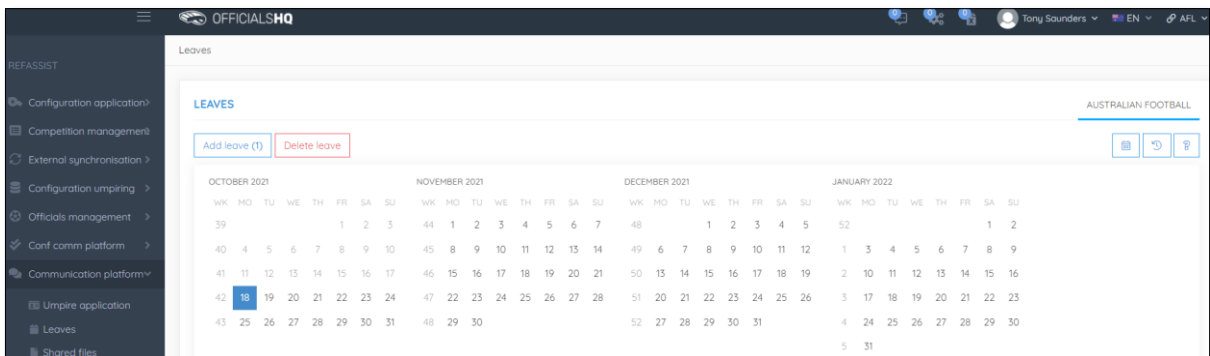 OFFICIALSHQ
0 0 0 Tony Saunders EN AFL
Leaves
REFASSIST
Configuration application
Competition management
External synchronisation
Configuration umpiring
Officials management
Conf comm platform
Communication platform
Umpire application
Leaves
Shared files
LEAVES
AUSTRALIAN FOOTBALL
Add leave (1) Delete leave
OCTOBER 2021
WK MO TU WE TH FR SA SU
39 1 2 3
40 4 5 6 7 8 9 10
41 11 12 13 14 15 16 17
42 18 19 20 21 22 23 24
43 25 26 27 28 29 30 31
NOVEMBER 2021
WK MO TU WE TH FR SA SU
44 1 2 3 4 5 6 7
45 8 9 10 11 12 13 14
46 15 16 17 18 19 20 21
47 22 23 24 25 26 27 28
48 29 30
DECEMBER 2021
WK MO TU WE TH FR SA SU
48 1 2 3 4 5
49 6 7 8 9 10 11 12
50 13 14 15 16 17 18 19
51 20 21 22 23 24 25 26
52 27 28 29 30 31
JANUARY 2022
WK MO TU WE TH FR SA SU
52 1 2
1 3 4 5 6 7 8 9
2 10 11 12 13 14 15 16
3 17 18 19 20 21 22 23
4 24 25 26 27 28 29 30
5 31